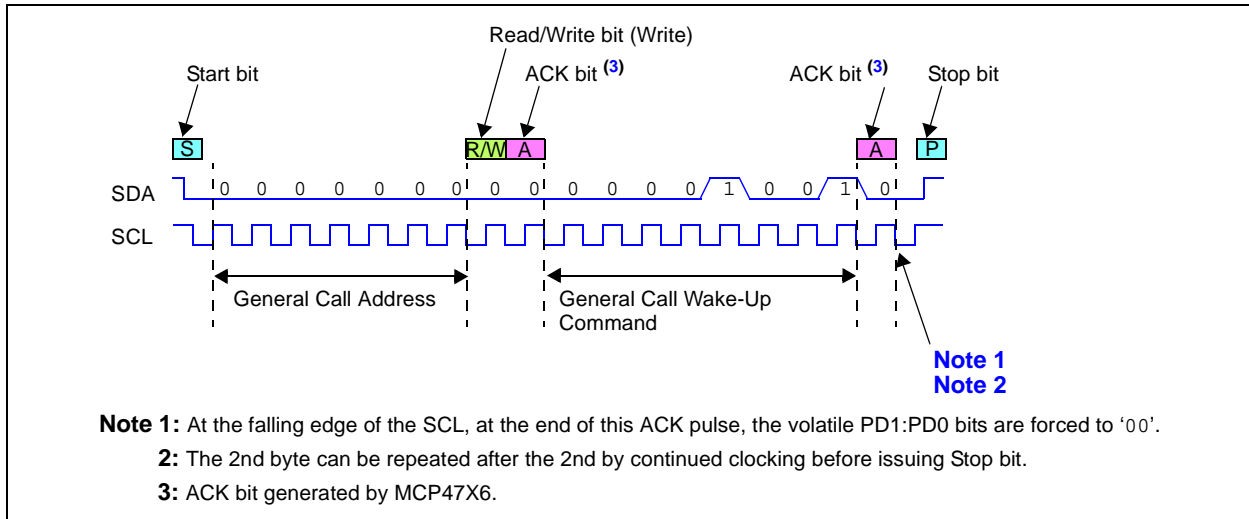 Read/Write bit (Write)
Start bit
ACK bit (3)
ACK bit (3)
Stop bit
S
R/W
A
A
P
SDA
0 0 0 0 0 0 0 0 0 0 0 0 0 1 0 0 1 0
SCL
General Call Address
General Call Wake-Up
Command
Note 1
Note 2
Note 1: At the falling edge of the SCL, at the end of this ACK pulse, the volatile PD1:PD0 bits are forced to ‘00’.
2: The 2nd byte can be repeated after the 2nd by continued clocking before issuing Stop bit.
3: ACK bit generated by MCP47X6.